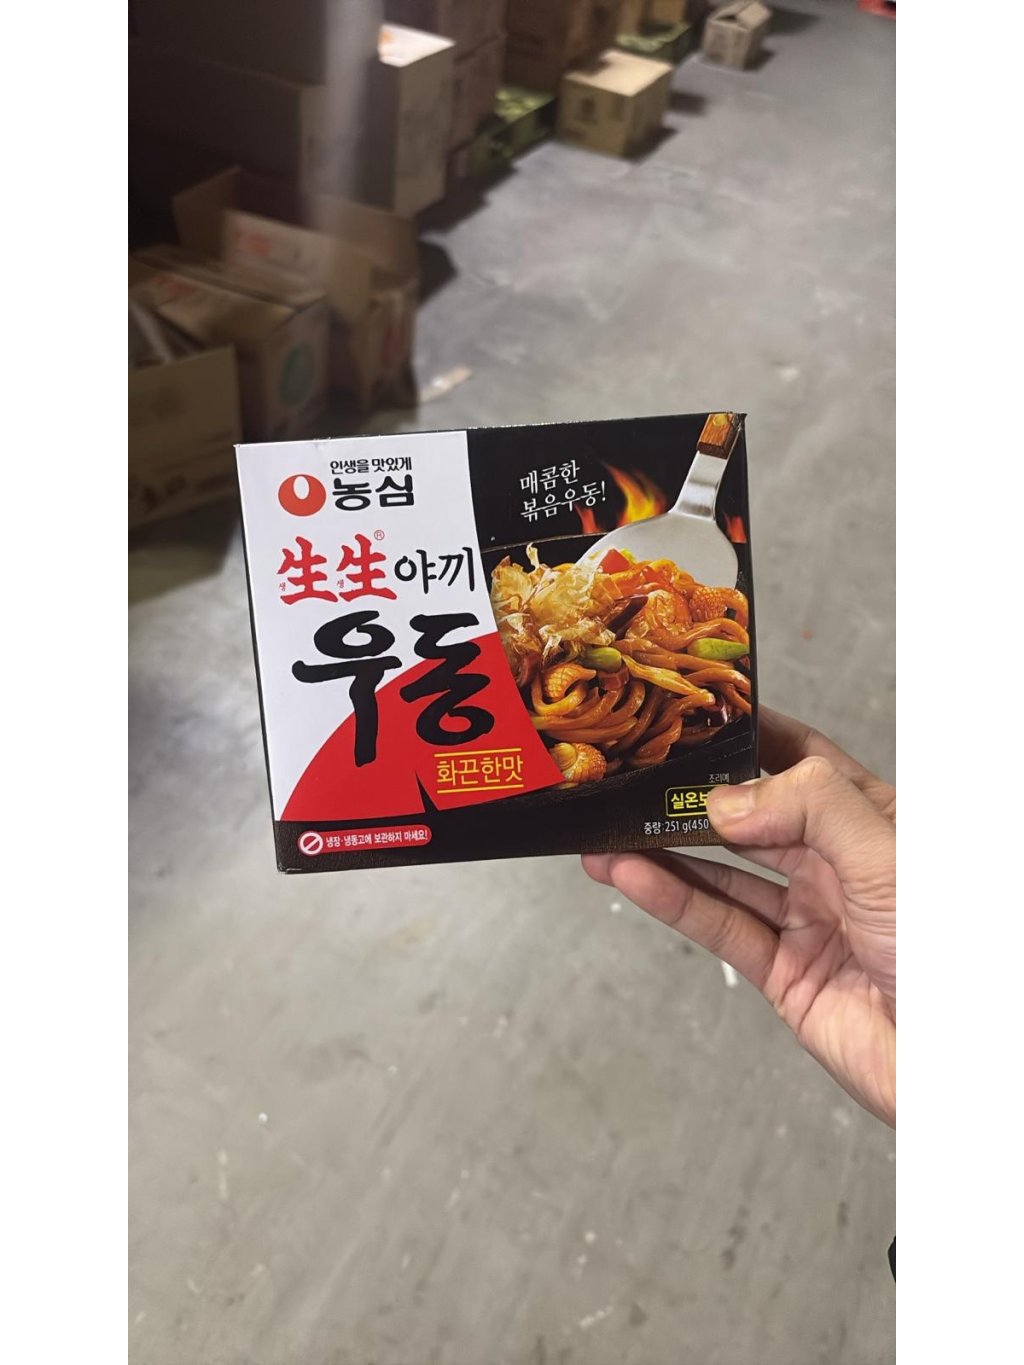 인생을 맛있게
농심
生生® 야끼
생 생
우동
화끈한맛
매콤한
볶음우동!
조리예
중량 251 g(450
냉장·냉동고에 보관하지 마세요!